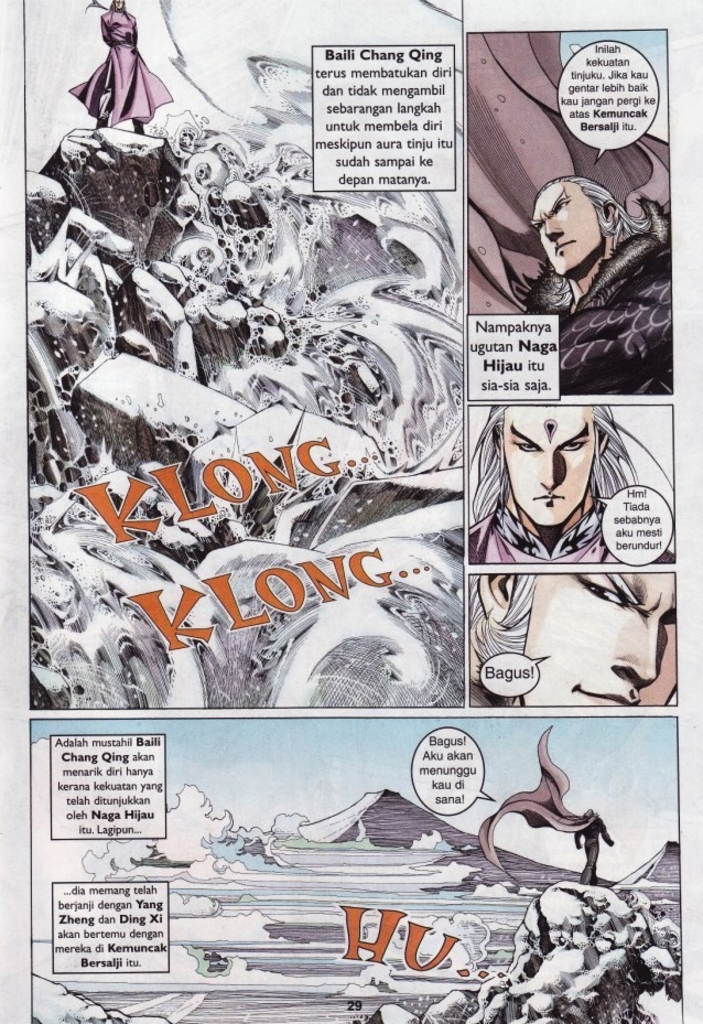 Baili Chang Qing
terus membatukan diri
dan tidak mengambil
sebarangan langkah
untuk membela diri
meskipun aura tinju itu
sudah sampai ke
depan matanya.
Inilah
kekuatan
tinjuku. Jika kau
gentar lebih baik
kau jangan pergi ke
atas Kemuncak
Bersalji itu.
Nampaknya
ugutan Naga
Hijau itu
sia-sia saja.
KLONG...
KLONG...
Hm!
Tiada
sebabnya
aku mesti
berundur!
Bagus!
Adalah mustahil Baili
Chang Qing akan
menarik diri hanya
kerana kekuatan yang
telah ditunjukkan
oleh Naga Hijau
itu. Lagipun...
Bagus!
Aku akan
menunggu
kau di
sana!
...dia memang telah
berjanji dengan Yang
Zheng dan Ding Xi
akan bertemu dengan
mereka di Kemuncak
Bersalji itu.
HU...
29